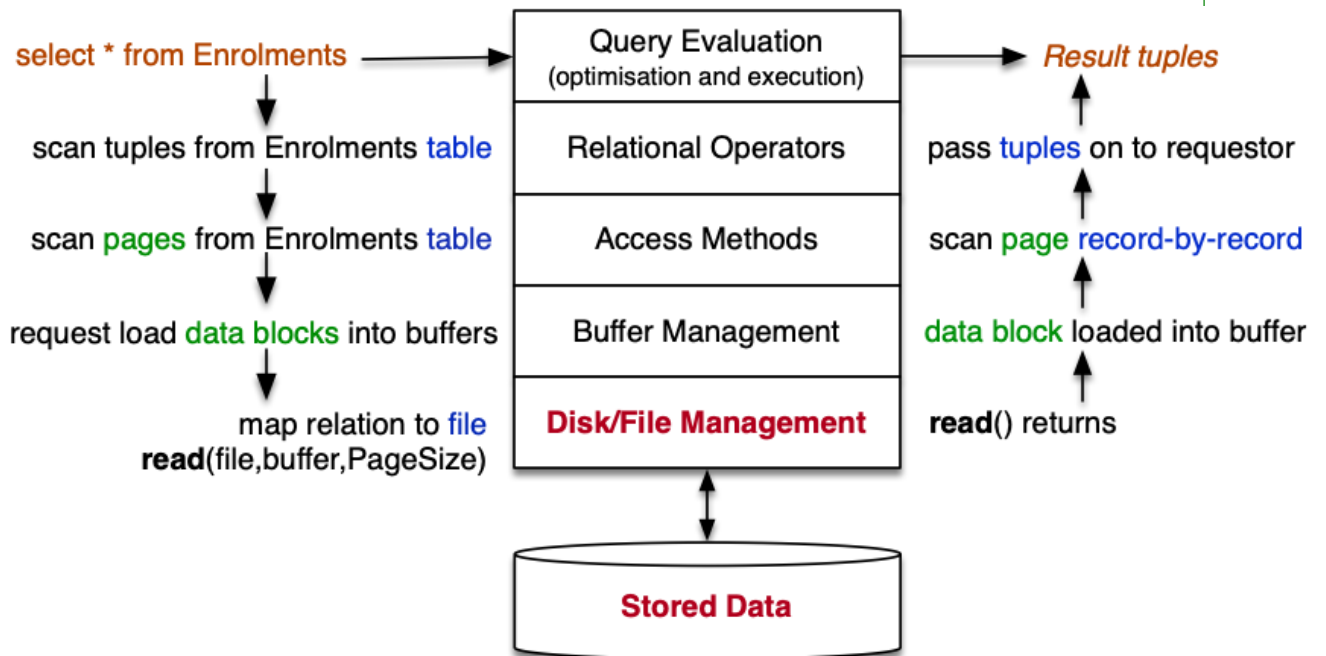 select * from Enrolments
Query Evaluation
(optimisation and execution)
Result tuples
scan tuples from Enrolments table
Relational Operators
pass tuples on to requestor
scan pages from Enrolments table
Access Methods
scan page record-by-record
request load data blocks into buffers
Buffer Management
data block loaded into buffer
map relation to file
read(file,buffer,PageSize)
Disk/File Management
read() returns
Stored Data